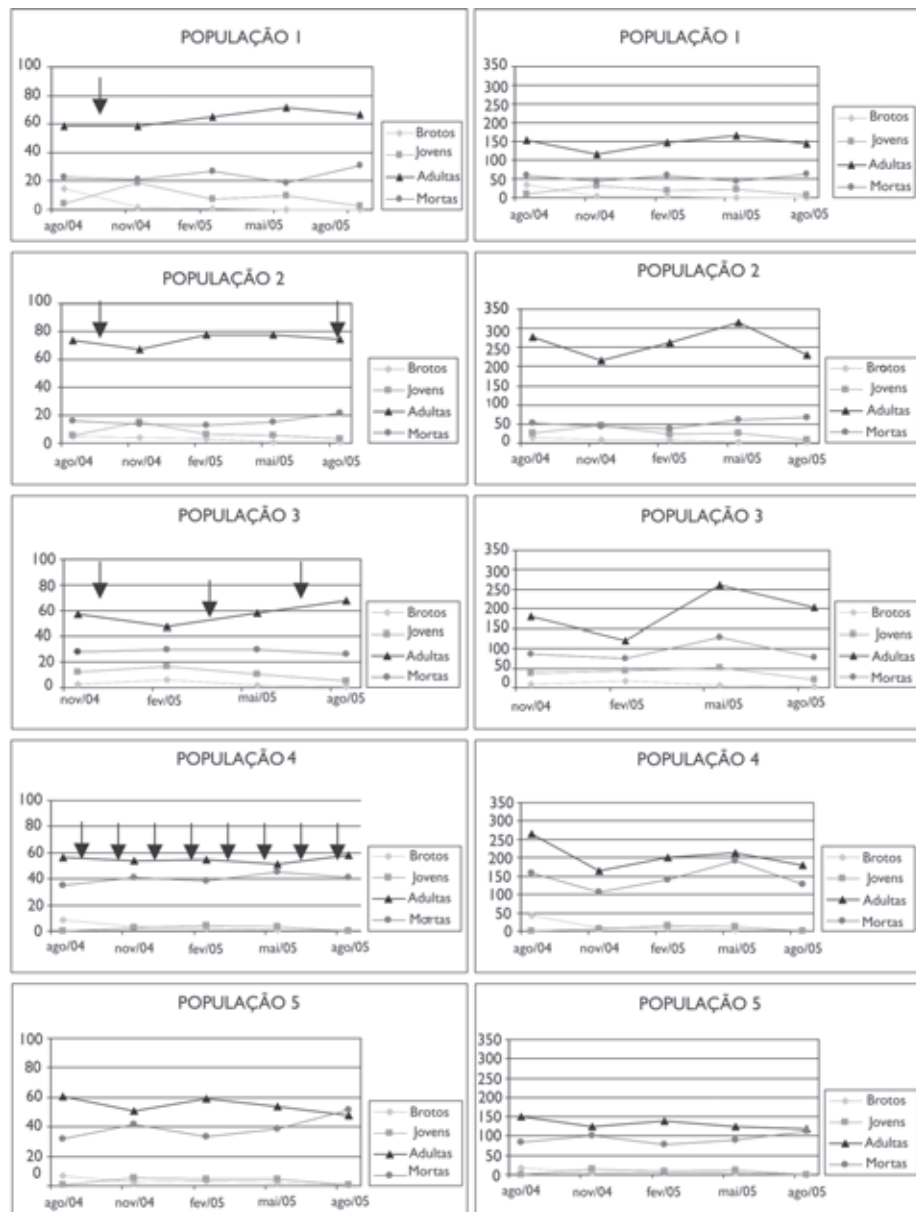 POPULAÇÃO 1
100
80
60
40
20
0
ago/04 nov/04 fev/05 mai/05 ago/05
Brotos
Jovens
Adultas
Mortas
POPULAÇÃO 1
350
300
250
200
150
100
50
0
ago/04 nov/04 fev/05 mai/05 ago/05
Brotos
Jovens
Adultas
Mortas
POPULAÇÃO 2
100
80
60
40
20
0
ago/04 nov/04 fev/05 mai/05 ago/05
Brotos
Jovens
Adultas
Mortas
POPULAÇÃO 2
350
300
250
200
150
100
50
0
ago/04 nov/04 fev/05 mai/05 ago/05
Brotos
Jovens
Adultas
Mortas
POPULAÇÃO 3
100
80
60
40
20
0
nov/04 fev/05 mai/05 ago/05
Brotos
Jovens
Adultas
Mortas
POPULAÇÃO 3
350
300
250
200
150
100
50
0
nov/04 fev/05 mai/05 ago/05
Brotos
Jovens
Adultas
Mortas
POPULAÇÃO 4
100
80
60
40
20
0
ago/04 nov/04 fev/05 mai/05 ago/05
Brotos
Jovens
Adultas
Mortas
POPULAÇÃO 4
350
300
250
200
150
100
50
0
ago/04 nov/04 fev/05 mai/05 ago/05
Brotos
Jovens
Adultas
Mortas
POPULAÇÃO 5
100
80
60
40
20
0
ago/04 nov/04 fev/05 mai/05 ago/05
Brotos
Jovens
Adultas
Mortas
POPULAÇÃO 5
350
300
250
200
150
100
50
0
ago/04 nov/04 fev/05 mai/05 ago/05
Brotos
Jovens
Adultas
Mortas